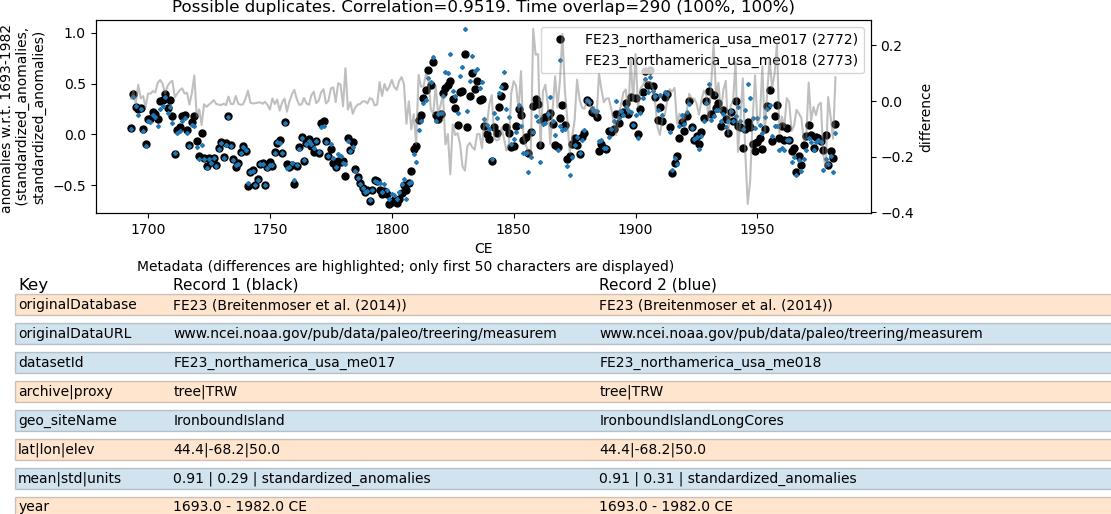 Possible duplicates. Correlation=0.9519. Time overlap=290 (100%, 100%)
anomalies w.r.t. 1693-1982
(standardized_anomalies,
standardized_anomalies)
1.0
0.5
0.0
−0.5
FE23_northamerica_usa_me017 (2772)
FE23_northamerica_usa_me018 (2773)
0.2
0.0
−0.2
−0.4
difference
1700 1750 1800 1850 1900 1950
CE
Metadata (differences are highlighted; only first 50 characters are displayed)
Key Record 1 (black) Record 2 (blue)
originalDatabase FE23 (Breitenmoser et al. (2014)) FE23 (Breitenmoser et al. (2014))
originalDataURL www.ncei.noaa.gov/pub/data/paleo/treering/measurem www.ncei.noaa.gov/pub/data/paleo/treering/measurem
datasetId FE23_northamerica_usa_me017 FE23_northamerica_usa_me018
archive|proxy tree|TRW tree|TRW
geo_siteName IronboundIsland IronboundIslandLongCores
lat|lon|elev 44.4|-68.2|50.0 44.4|-68.2|50.0
mean|std|units 0.91 | 0.29 | standardized_anomalies 0.91 | 0.31 | standardized_anomalies
year 1693.0 - 1982.0 CE 1693.0 - 1982.0 CE